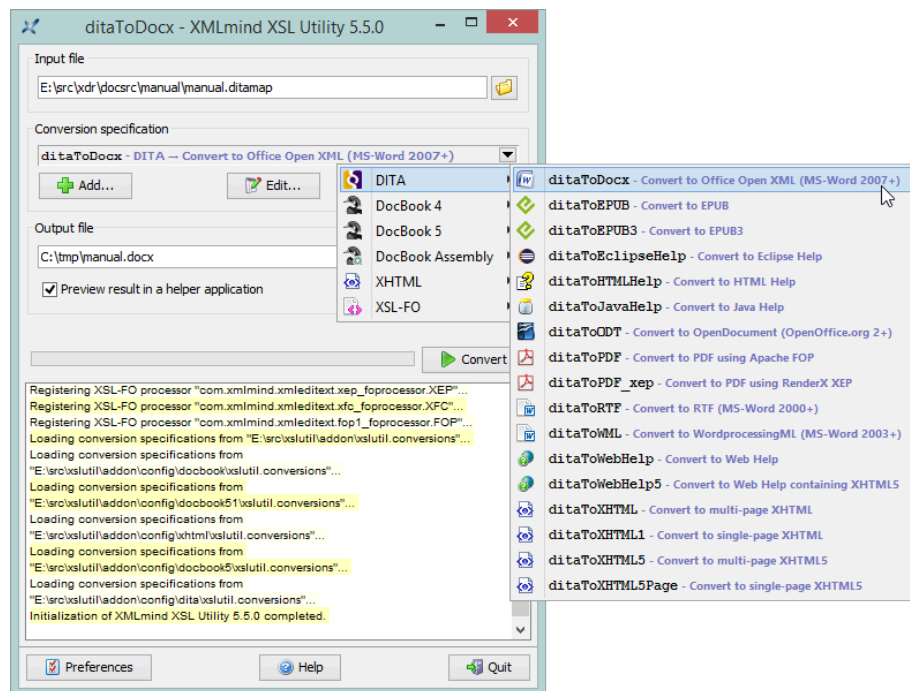 ditaToDocx - XMLmind XSL Utility 5.5.0
Input file
E:\src\xdr\docsrc\manual\manual.ditamap
Conversion specification
ditaToDocx - DITA → Convert to Office Open XML (MS-Word 2007+)
Add...
Edit...
DITA
DocBook 4
DocBook 5
DocBook Assembly
XHTML
XSL-FO
ditaToDocx - Convert to Office Open XML (MS-Word 2007+)
ditaToEPUB - Convert to EPUB
ditaToEPUB3 - Convert to EPUB3
ditaToEclipseHelp - Convert to Eclipse Help
ditaToHTMLHelp - Convert to HTML Help
ditaToJavaHelp - Convert to Java Help
ditaToODT - Convert to OpenDocument (OpenOffice.org 2+)
ditaToPDF - Convert to PDF using Apache FOP
ditaToPDF_xep - Convert to PDF using RenderX XEP
ditaToRTF - Convert to RTF (MS-Word 2000+)
ditaToWML - Convert to WordprocessingML (MS-Word 2003+)
ditaToWebHelp - Convert to Web Help
ditaToWebHelp5 - Convert to Web Help containing XHTML5
ditaToXHTML - Convert to multi-page XHTML
ditaToXHTML1 - Convert to single-page XHTML
ditaToXHTML5 - Convert to multi-page XHTML5
ditaToXHTML5Page - Convert to single-page XHTML5
Output file
C:\tmp\manual.docx
Preview result in a helper application
Convert
Registering XSL-FO processor "com.xmlmind.xmleditext.xep_foprocessor.XEP"...
Registering XSL-FO processor "com.xmlmind.xmleditext.xfc_foprocessor.XFC"...
Registering XSL-FO processor "com.xmlmind.xmleditext.fop1_foprocessor.FOP"...
Loading conversion specifications from "E:\src\xslutil\addon\xslutil.conversions"...
Loading conversion specifications from
"E:\src\xslutil\addon\config\docbook\xslutil.conversions"...
Loading conversion specifications from
"E:\src\xslutil\addon\config\docbook51\xslutil.conversions"...
Loading conversion specifications from
"E:\src\xslutil\addon\config\xhtml\xslutil.conversions"...
Loading conversion specifications from
"E:\src\xslutil\addon\config\docbook5\xslutil.conversions"...
Loading conversion specifications from
"E:\src\xslutil\addon\config\dita\xslutil.conversions"...
Initialization of XMLmind XSL Utility 5.5.0 completed.
Preferences
Help
Quit